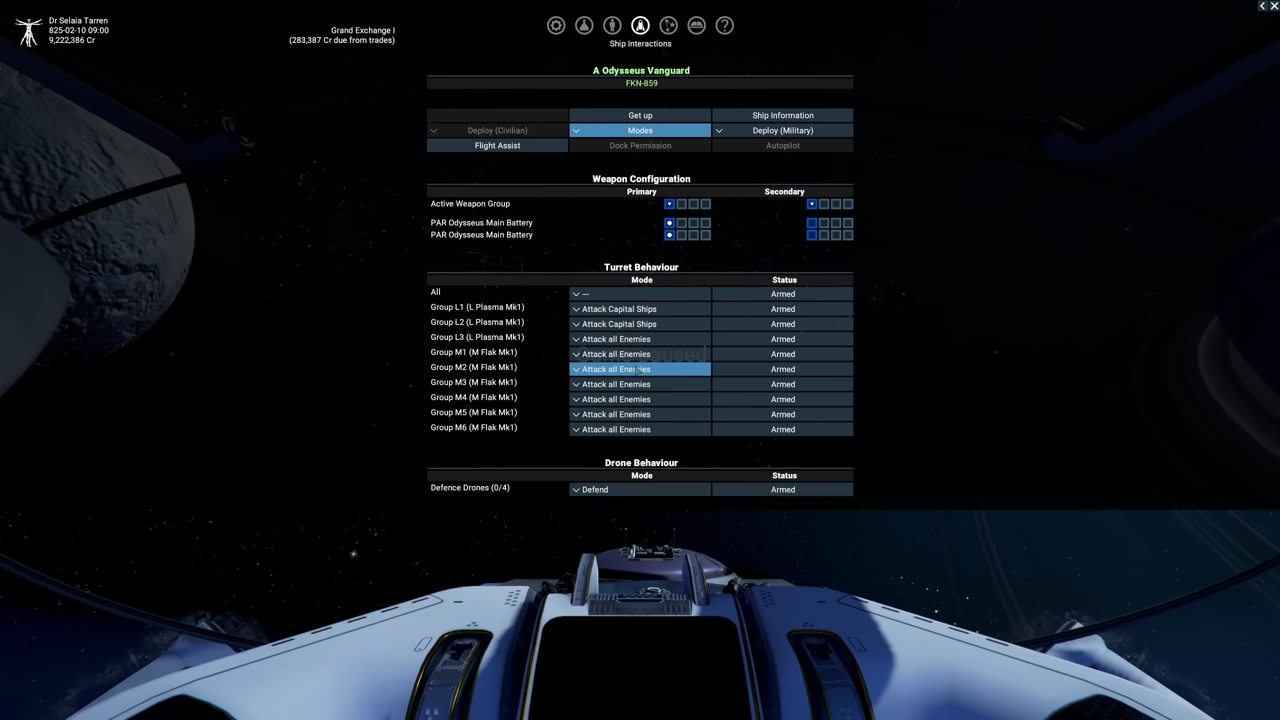 Dr Selaia Tarren
825-02-10 09:00
9,222,386 Cr
Grand Exchange I
(283,387 Cr due from trades)
Ship Interactions
A Odysseus Vanguard
FKN-859
Get up Ship Information
Deploy (Civilian) Modes Deploy (Military)
Flight Assist Dock Permission Autopilot
Weapon Configuration
Primary Secondary
Active Weapon Group
PAR Odysseus Main Battery
PAR Odysseus Main Battery
Turret Behaviour
Mode Status
All — Armed
Group L1 (L Plasma Mk1) Attack Capital Ships Armed
Group L2 (L Plasma Mk1) Attack Capital Ships Armed
Group L3 (L Plasma Mk1) Attack all Enemies Armed
Group M1 (M Flak Mk1) Attack all Enemies Armed
Group M2 (M Flak Mk1) Attack all Enemies Armed
Group M3 (M Flak Mk1) Attack all Enemies Armed
Group M4 (M Flak Mk1) Attack all Enemies Armed
Group M5 (M Flak Mk1) Attack all Enemies Armed
Group M6 (M Flak Mk1) Attack all Enemies Armed
Drone Behaviour
Mode Status
Defence Drones (0/4) Defend Armed